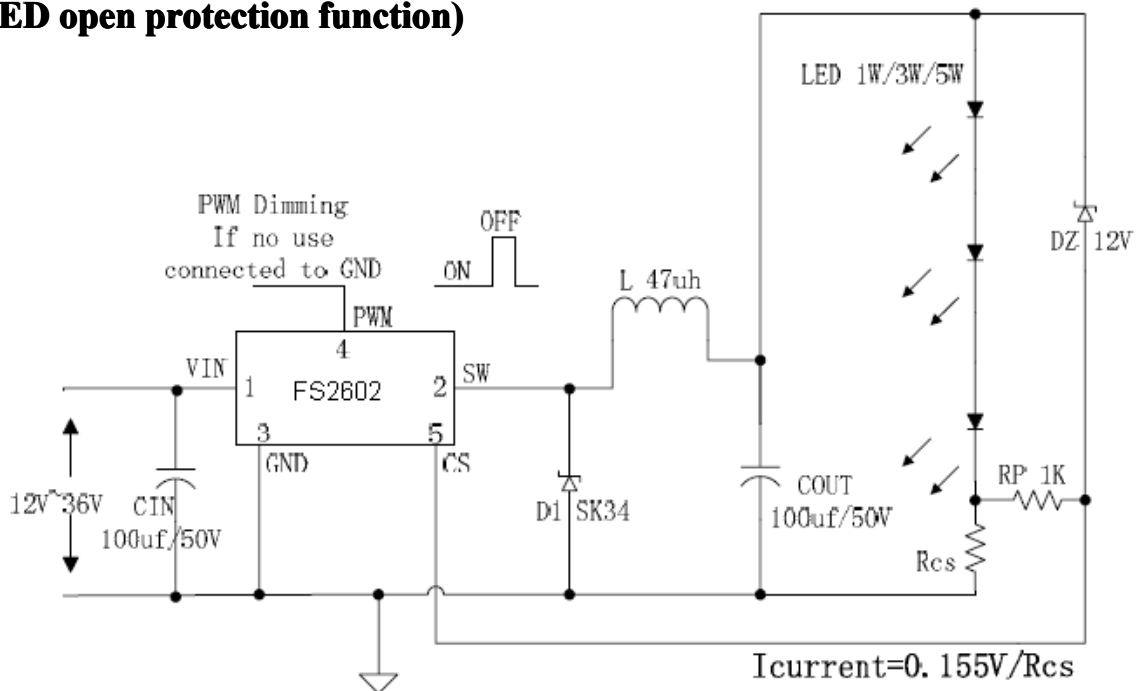 ED open protection function)
LED 1W/3W/5W
PWM Dimming
If no use
connected to GND
OFF
ON
L 47uh
DZ 12V
PWM
4
VIN
1
FS2602
2
SW
3
5
GND
CS
RP 1K
12V~36V
CIN
100uf/50V
D1 SK34
COUT
100uf/50V
Rcs
Icurrent=0.155V/Rcs